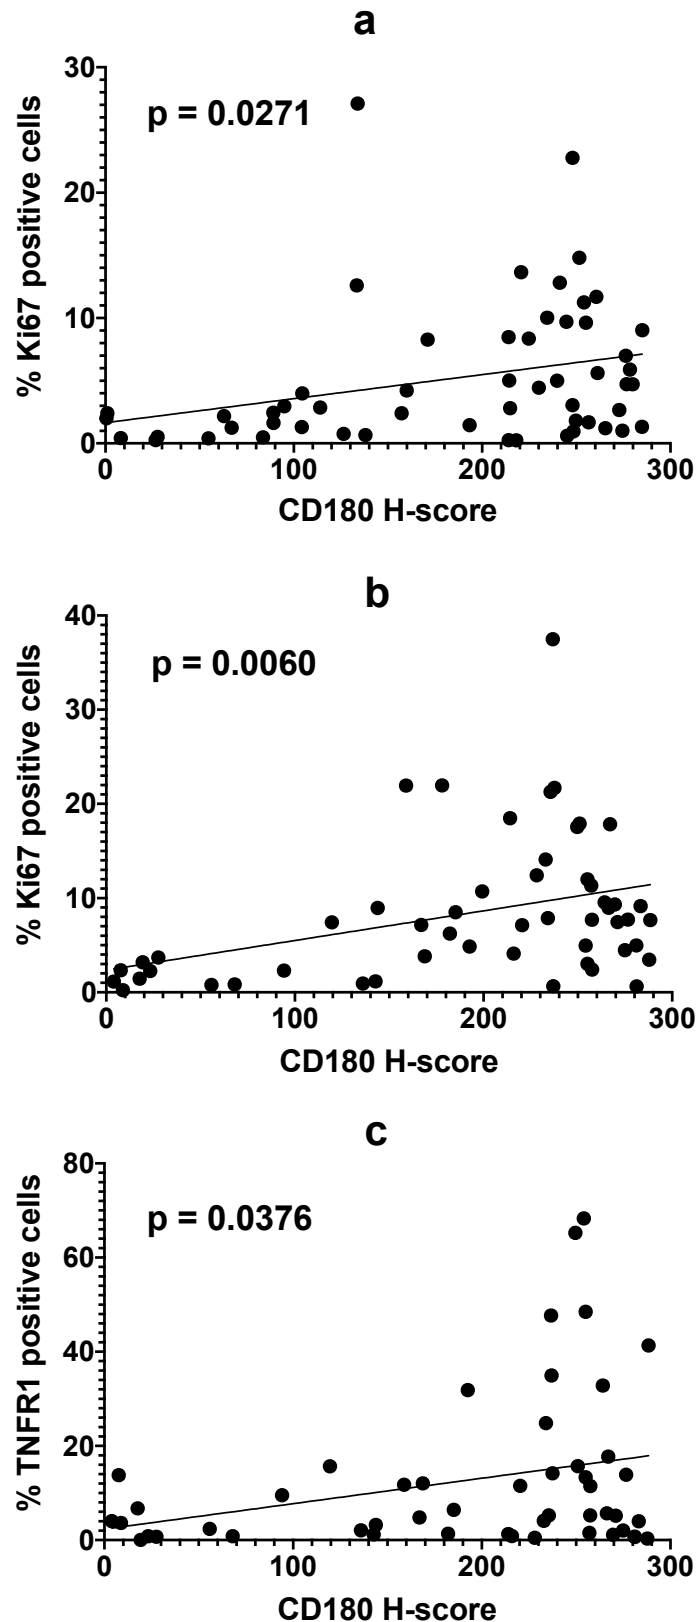 a
30
p = 0.0271
20
10
0
% Ki67 positive cells
0 100 200 300
CD180 H-score
b
40
p = 0.0060
30
20
10
0
% Ki67 positive cells
0 100 200 300
CD180 H-score
c
80
p = 0.0376
60
40
20
0
% TNFR1 positive cells
0 100 200 300
CD180 H-score